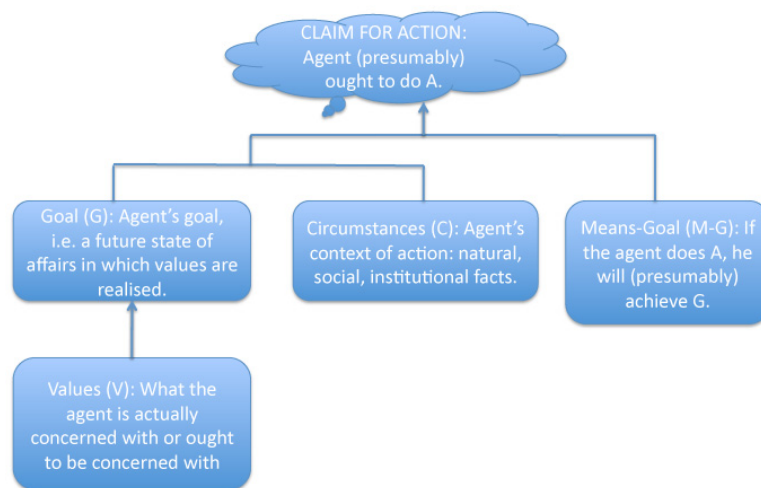 CLAIM FOR ACTION:
Agent (presumably)
ought to do A.
Goal (G): Agent's goal,
i.e. a future state of
affairs in which values are
realised.
Circumstances (C): Agent's
context of action: natural,
social, institutional facts.
Means-Goal (M-G): If
the agent does A, he
will (presumably)
achieve G.
Values (V): What the
agent is actually
concerned with or ought
to be concerned with